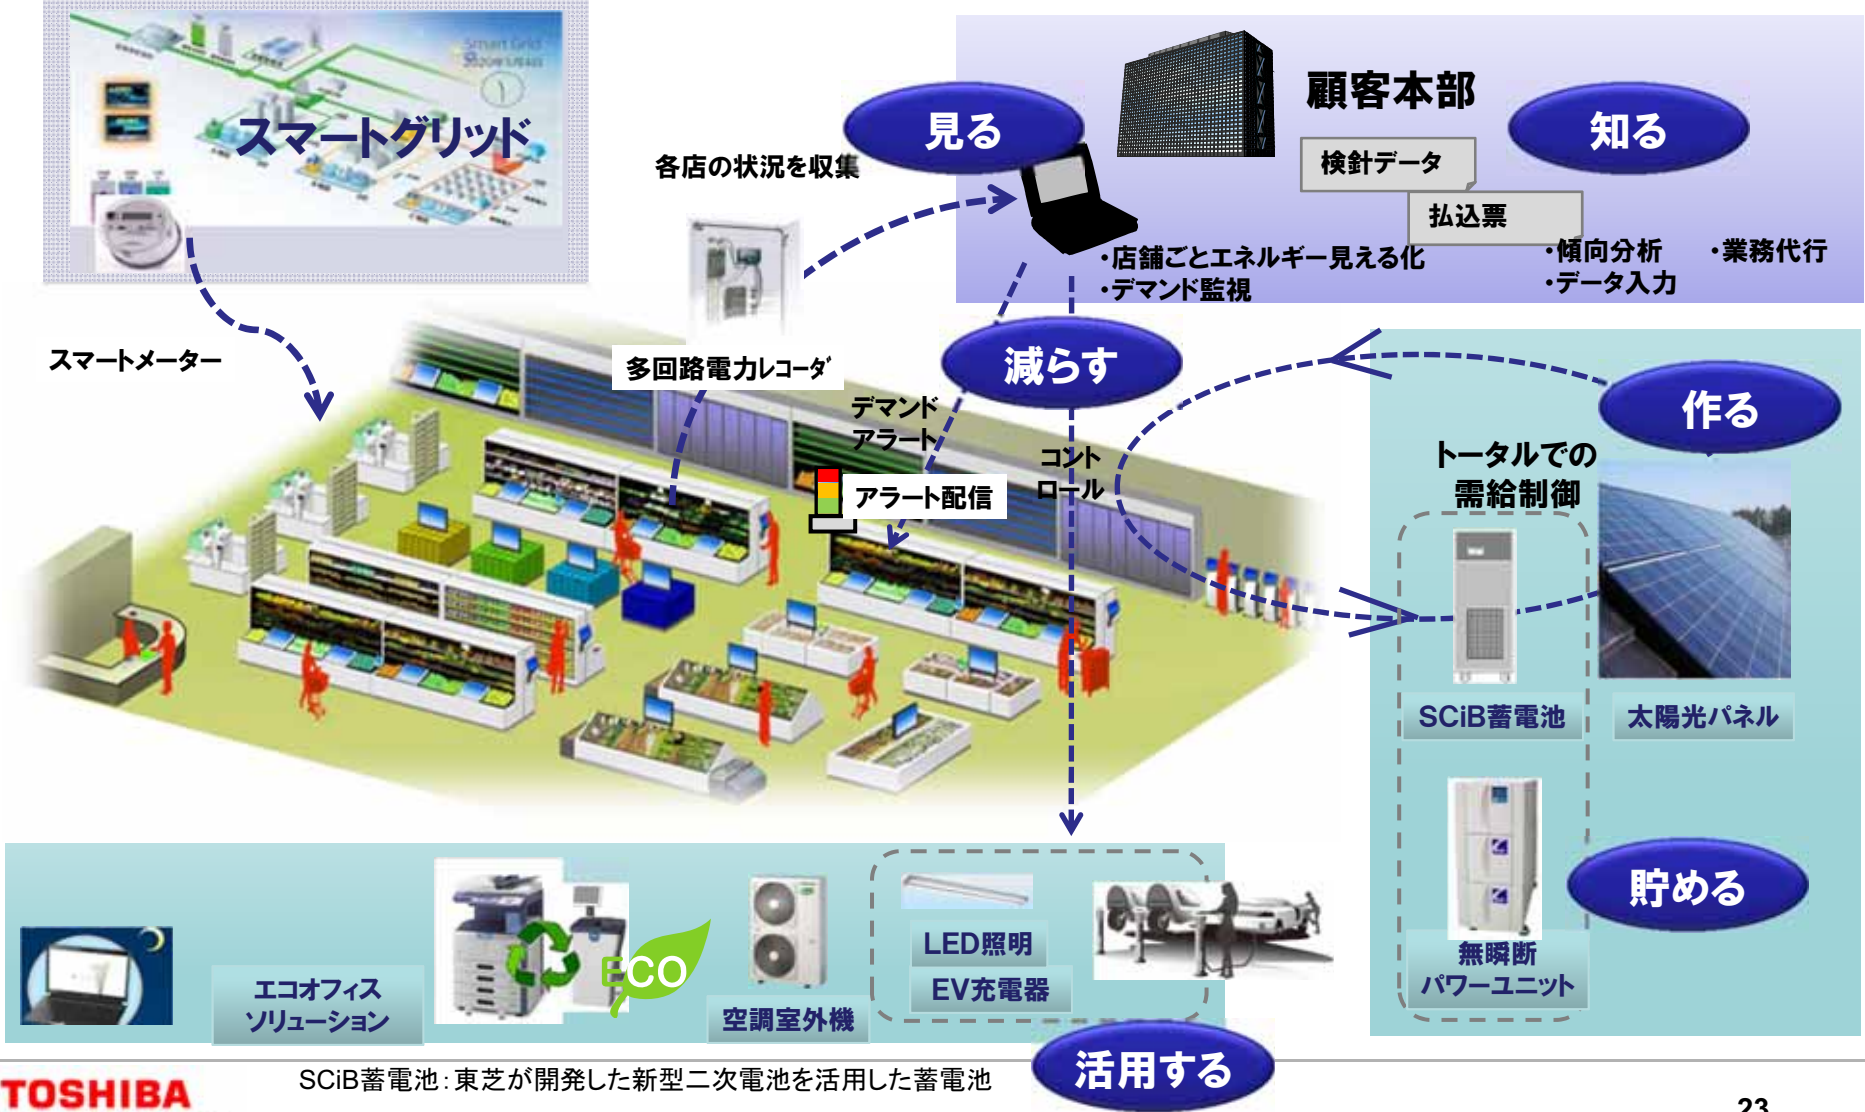 Smart Grid
スマートグリッド
スマートメーター
各店の状況を収集
多回路電力レコーダ
見る
顧客本部
知る
検針データ
払込票
・店舗ごとエネルギー見える化
・デマンド監視
・傾向分析
・業務代行
・データ入力
減らす
デマンド
アラート
アラート配信
コント
ロール
作る
トータルでの
需給制御
SCiB蓄電池
太陽光パネル
貯める
無瞬断
パワーユニット
エコオフィス
ソリューション
ECO
空調室外機
LED照明
EV充電器
活用する
SCiB蓄電池：東芝が開発した新型二次電池を活用した蓄電池
TOSHIBA
23